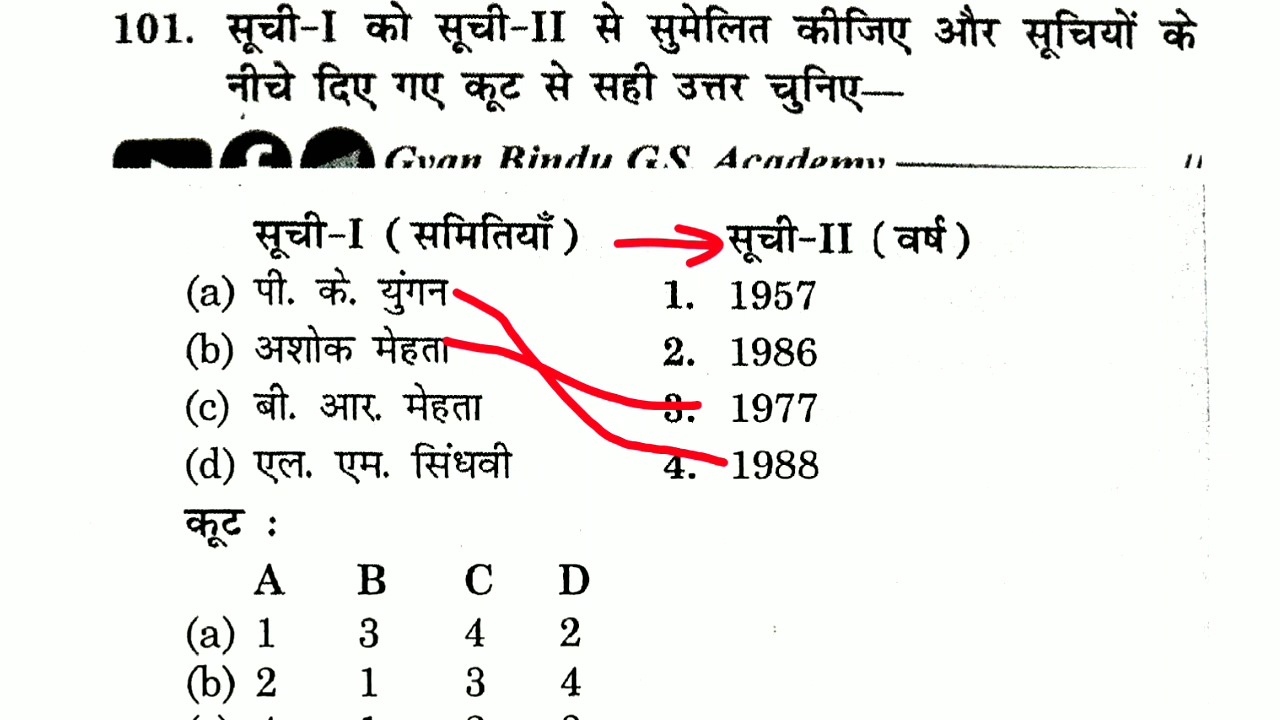 101. सूची-I को सूची-II से सुमेलित कीजिए और सूचियों के
नीचे दिए गए कूट से सही उत्तर चुनिए—
Gyan Bindu G.S. Academy
सूची-I (समितियाँ) सूची-II (वर्ष)
(a) पी. के. युंगन 1. 1957
(b) अशोक मेहता 2. 1986
(c) बी. आर. मेहता 3. 1977
(d) एल. एम. सिंघवी 4. 1988
कूट :
A B C D
(a) 1 3 4 2
(b) 2 1 3 4